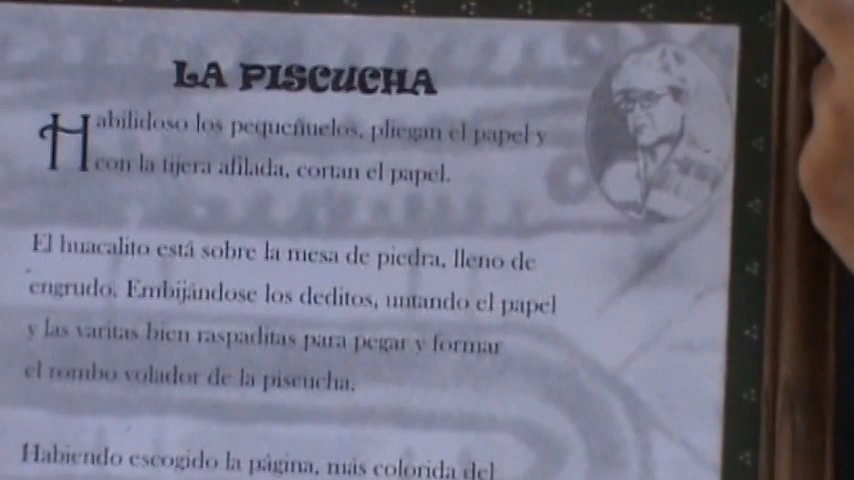 LA PISCUCHA
Habilidoso los pequeñuelos, pliegan el papel y
con la tijera afilada, cortan el papel.
El huacalito está sobre la mesa de piedra, lleno de
engrudo. Embijándose los deditos, untando el papel
y las varitas bien raspaditas para pegar y formar
el rombo volador de la piscucha.
Habiendo escogido la página, más colorida del